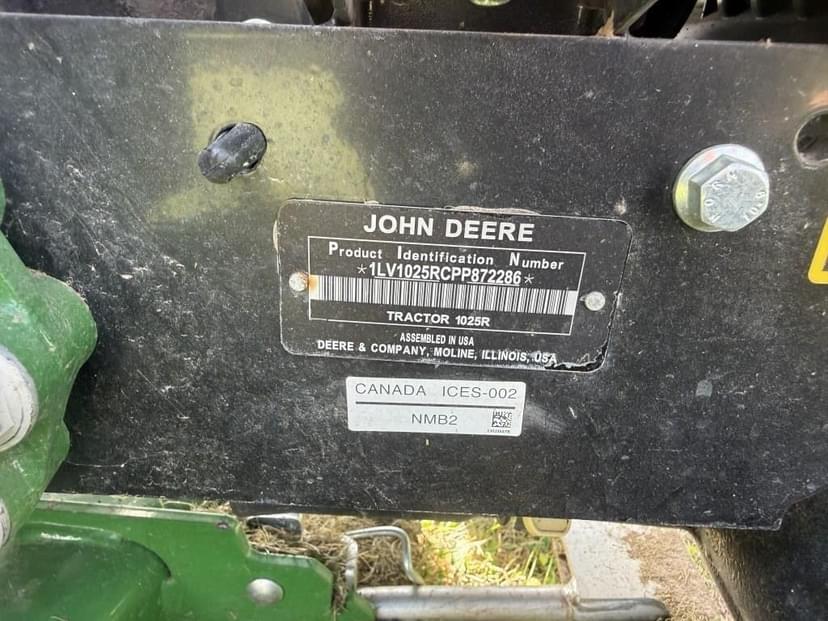 JOHN DEERE
Product Identification Number
*1LV1025RCPP872286*
TRACTOR 1025R
ASSEMBLED IN USA
DEERE & COMPANY, MOLINE, ILLINOIS, USA
CANADA ICES-002
NMB2